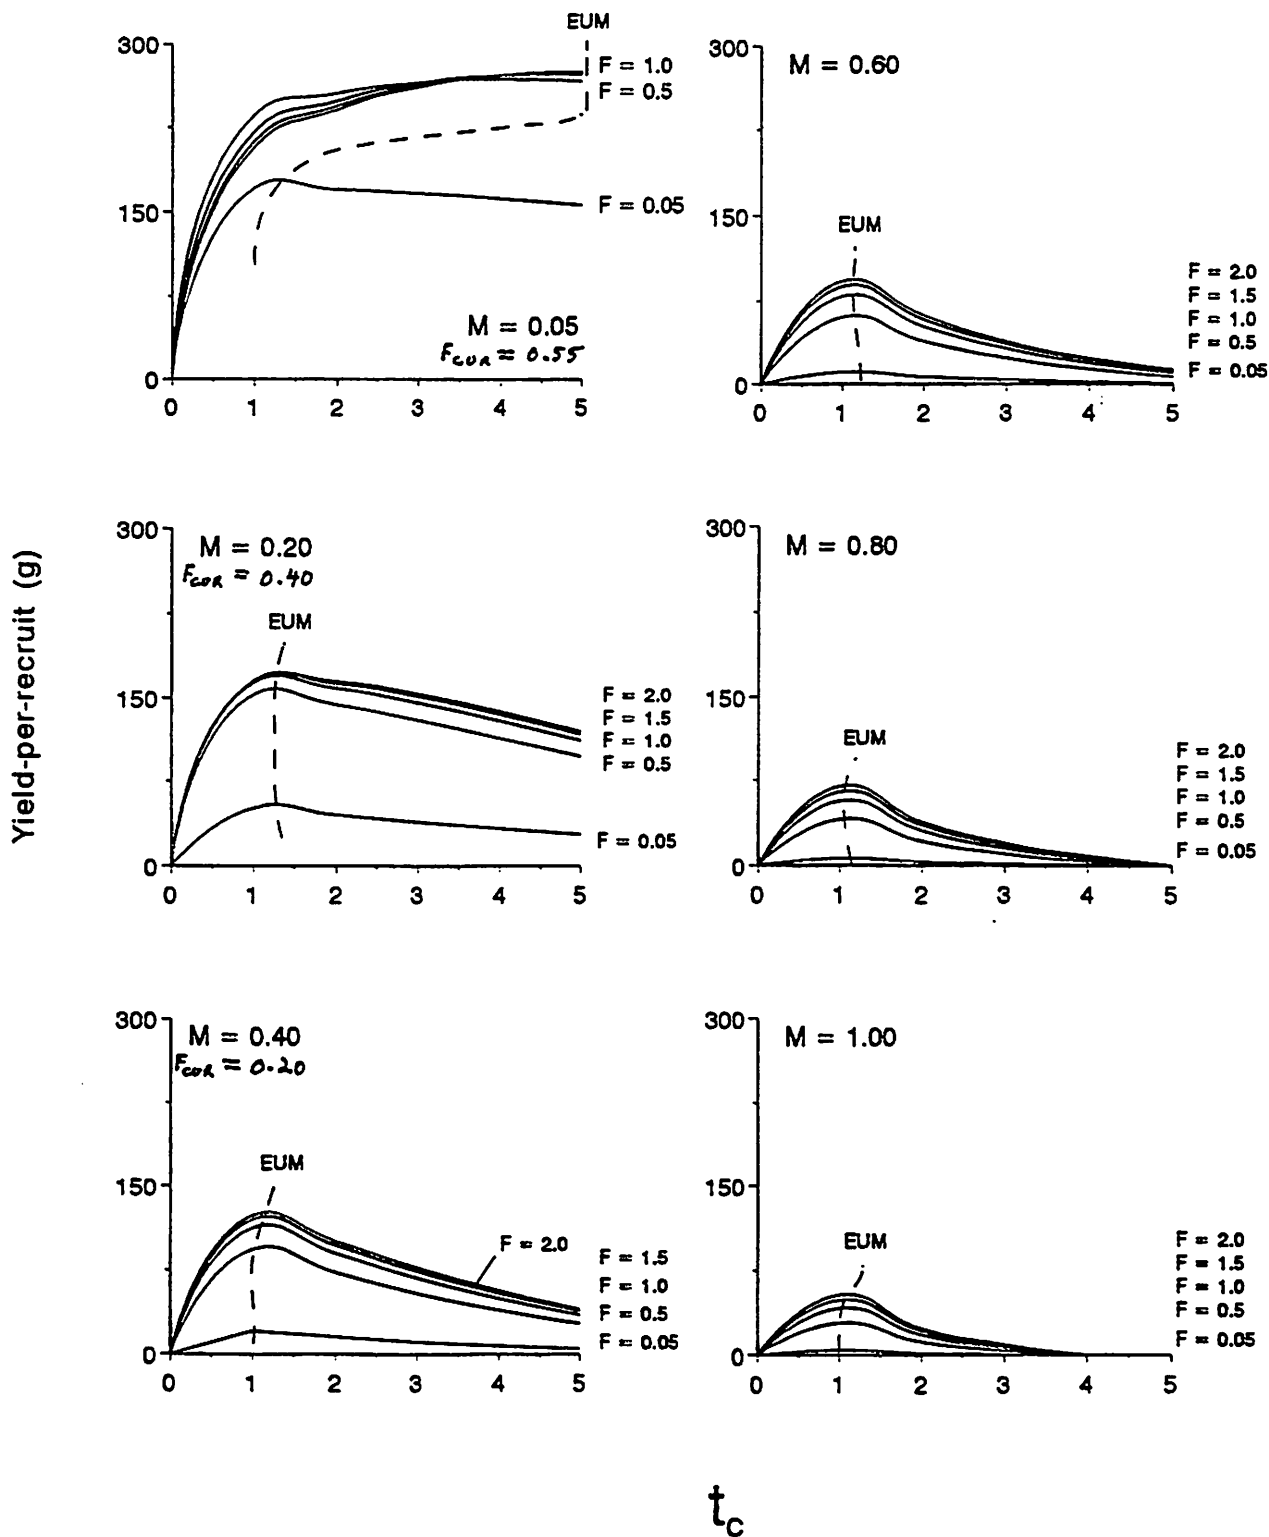 EUM
300
F = 1.0
F = 0.5
150
F = 0.05
M = 0.05
FCUR = 0.55
0
0 1 2 3 4 5
300
M = 0.60
150
EUM
F = 2.0
F = 1.5
F = 1.0
F = 0.5
F = 0.05
0
0 1 2 3 4 5
Yield-per-recruit (g)
300
M = 0.20
FCUR = 0.40
EUM
150
F = 2.0
F = 1.5
F = 1.0
F = 0.5
F = 0.05
0
0 1 2 3 4 5
300
M = 0.80
150
EUM
F = 2.0
F = 1.5
F = 1.0
F = 0.5
F = 0.05
0
0 1 2 3 4 5
300
M = 0.40
FCUR = 0.20
EUM
150
F = 2.0
F = 1.5
F = 1.0
F = 0.5
F = 0.05
0
0 1 2 3 4 5
300
M = 1.00
150
EUM
F = 2.0
F = 1.5
F = 1.0
F = 0.5
F = 0.05
0
0 1 2 3 4 5
tc